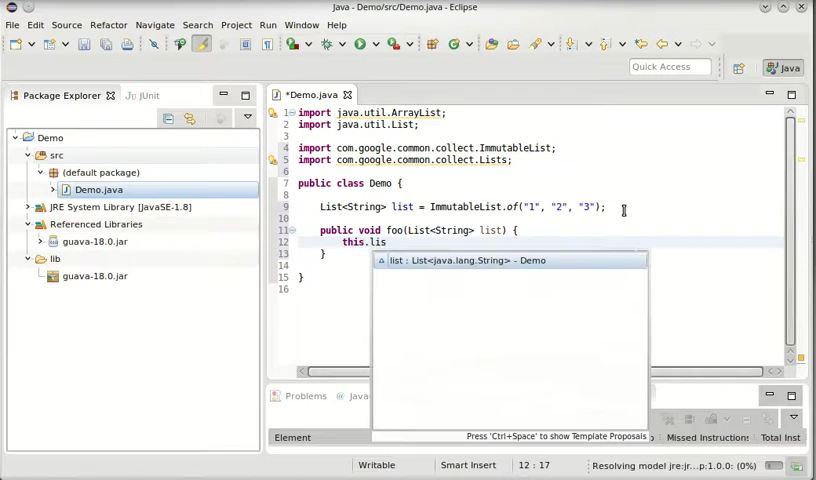 Java - Demo/src/Demo.java - Eclipse
File Edit Source Refactor Navigate Search Project Run Window Help
Quick Access
Java
Package Explorer JUnit
*Demo.java
Demo
src
(default package)
Demo.java
JRE System Library [JavaSE-1.8]
Referenced Libraries
guava-18.0.jar
lib
guava-18.0.jar
1 import java.util.ArrayList;
2 import java.util.List;
3
4 import com.google.common.collect.ImmutableList;
5 import com.google.common.collect.Lists;
6
7 public class Demo {
8
9 List<String> list = ImmutableList.of("1", "2", "3");
10
11 public void foo(List<String> list) {
12 this.lis
13 }
14
15 }
16
list : List<java.lang.String> - Demo
Press 'Ctrl+Space' to show Template Proposals
Problems
Element Missed Instructions Total Inst
Writable Smart Insert 12 : 17 Resolving model jre:jr...p:1.0.0: (0%)